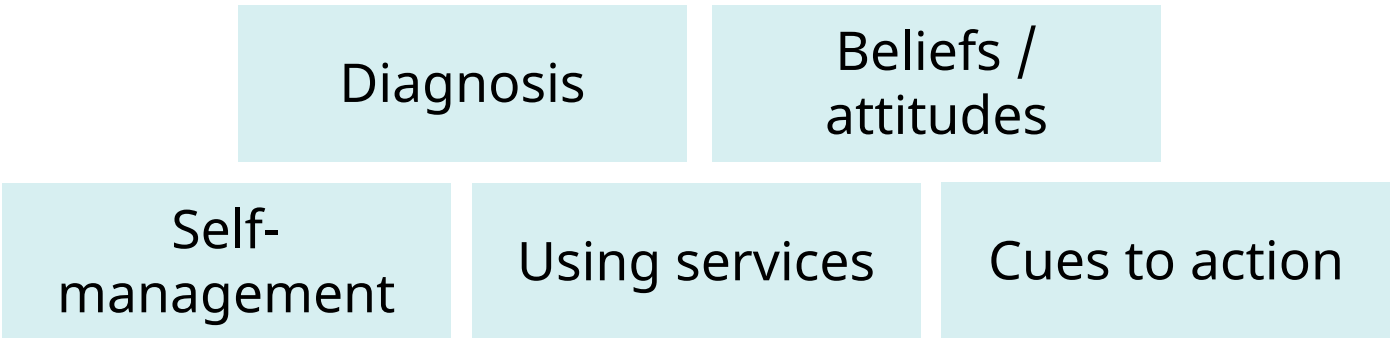 Diagnosis
Beliefs /
attitudes
Self-
management
Using services
Cues to action